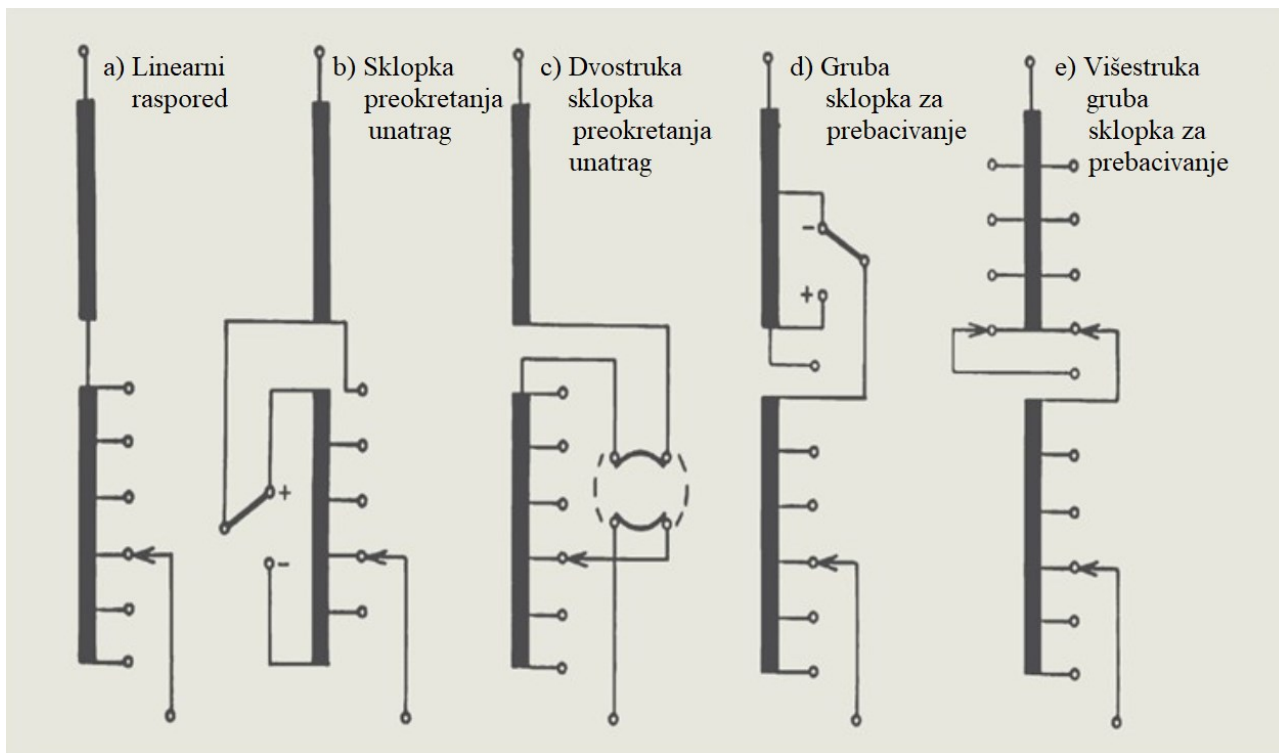 a) Linearni
raspored
b) Sklopka
preokretanja
unatrag
c) Dvostruka
sklopka
preokretanja
unatrag
d) Gruba
sklopka za
prebacivanje
e) Višestruka
gruba
sklopka za
prebacivanje
+
-
-
+